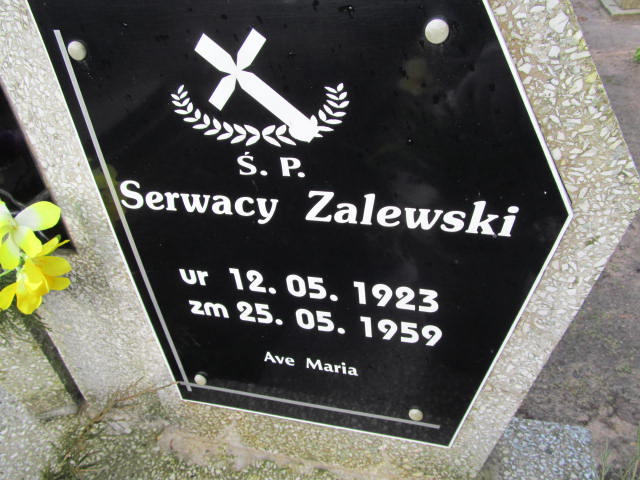 Ś. P.
Serwacy Zalewski
ur 12. 05. 1923
zm 25. 05. 1959
Ave Maria